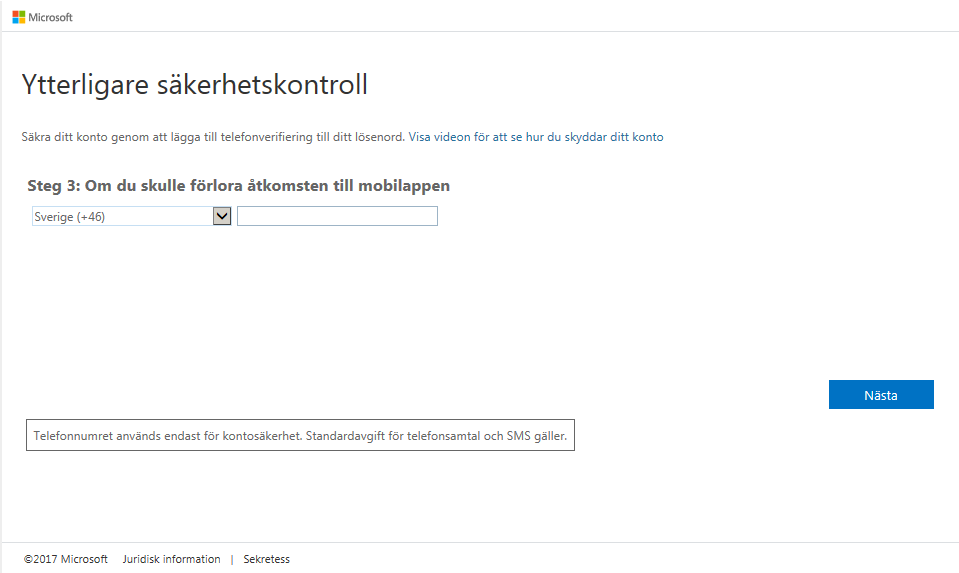 Microsoft
Ytterligare säkerhetskontroll
Säkra ditt konto genom att lägga till telefonverifiering till ditt lösenord. Visa videon för att se hur du skyddar ditt konto
Steg 3: Om du skulle förlora åtkomsten till mobilappen
Sverige (+46)
Nästa
Telefonnumret används endast för kontosäkerhet. Standardavgift för telefonsamtal och SMS gäller.
©2017 Microsoft Juridisk information | Sekretess